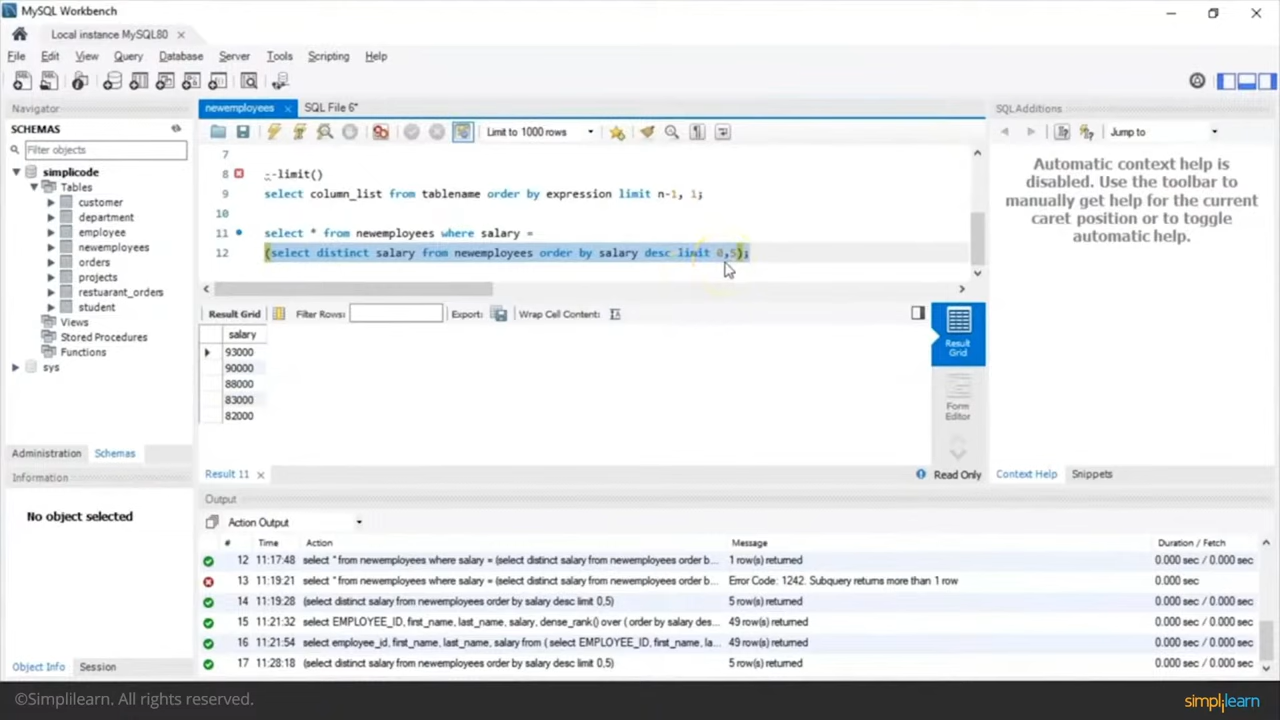 MySQL Workbench
Local instance MySQL80
File Edit View Query Database Server Tools Scripting Help
Navigator
SCHEMAS
Filter objects
simplicode
Tables
customer
department
employee
newemployees
orders
projects
restuarant_orders
student
Views
Stored Procedures
Functions
sys
Administration Schemas
Information
No object selected
Object Info Session
newemployees SQL File 6*
Limit to 1000 rows
7
8 --limit()
9 select column_list from tablename order by expression limit n-1, 1;
10
11 select * from newemployees where salary =
12 (select distinct salary from newemployees order by salary desc limit 0,5);
Result Grid Filter Rows: Export: Wrap Cell Content:
salary
93000
90000
88000
83000
82000
Result Grid
Form Editor
Result 11 Read Only
SQLAdditions
Jump to
Automatic context help is
disabled. Use the toolbar to
manually get help for the current
caret position or to toggle
automatic help.
Context Help Snippets
Output
Action Output
# Time Action Message Duration / Fetch
12 11:17:48 select * from newemployees where salary = (select distinct salary from newemployees order b... 1 row(s) returned 0.000 sec / 0.000 sec
13 11:19:21 select * from newemployees where salary = (select distinct salary from newemployees order b... Error Code: 1242. Subquery returns more than 1 row 0.000 sec
14 11:19:28 (select distinct salary from newemployees order by salary desc limit 0,5) 5 row(s) returned 0.000 sec / 0.000 sec
15 11:21:32 select EMPLOYEE_ID, first_name, last_name, salary, dense_rank() over ( order by salary des... 49 row(s) returned 0.000 sec / 0.000 sec
16 11:21:54 select employee_id, first_name, last_name, salary from ( select EMPLOYEE_ID, first_name, la... 49 row(s) returned 0.000 sec / 0.000 sec
17 11:28:18 (select distinct salary from newemployees order by salary desc limit 0,5) 5 row(s) returned 0.000 sec / 0.000 sec
©Simplilearn. All rights reserved.
simplilearn